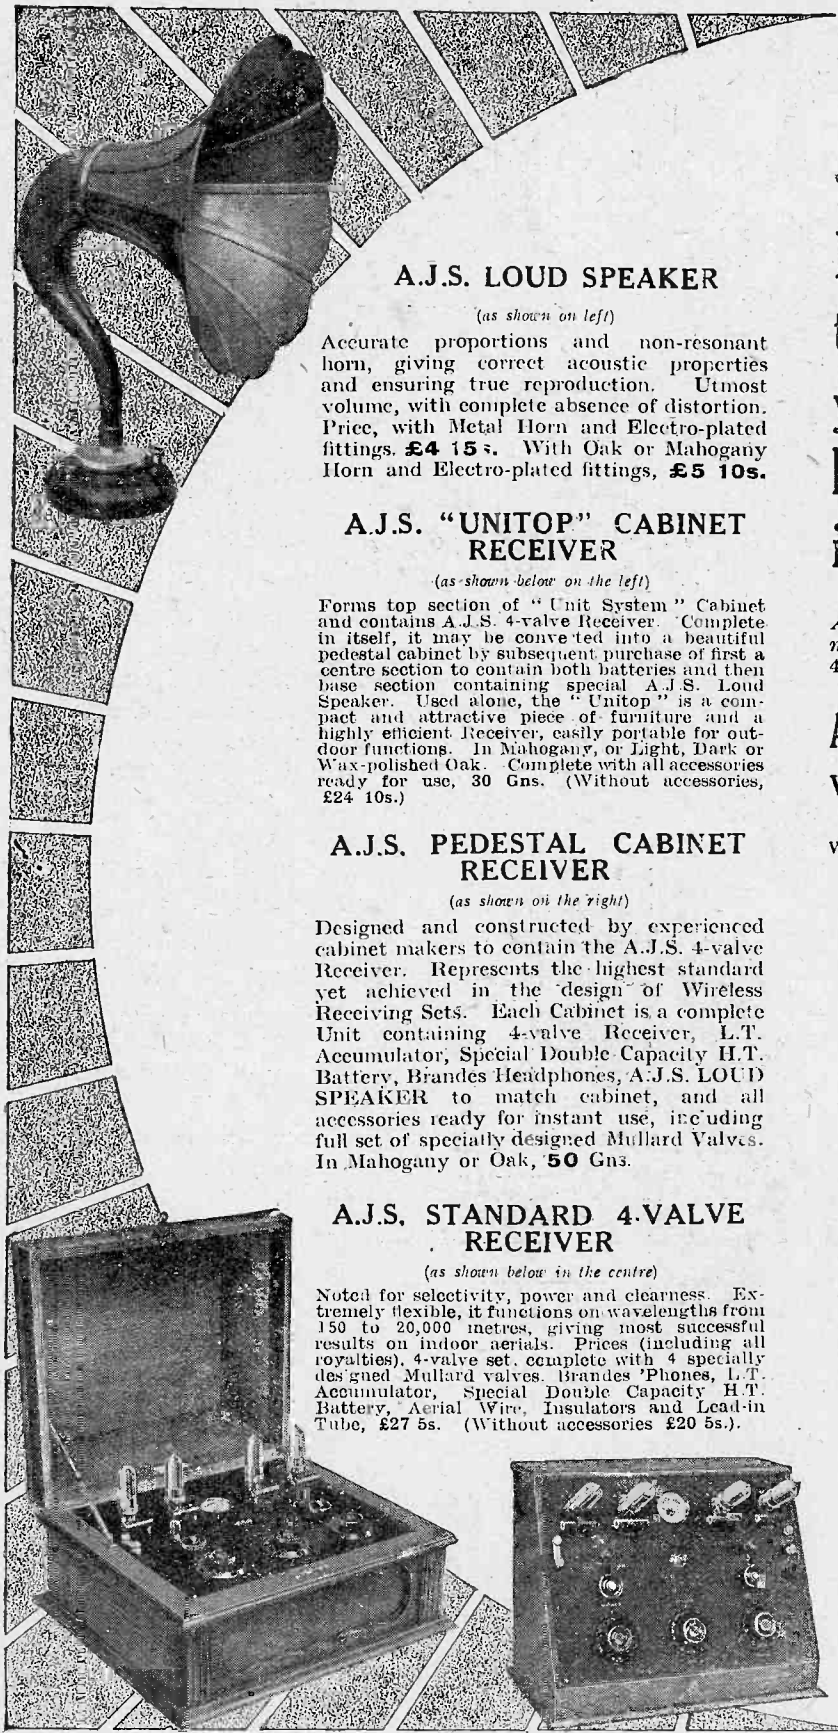 A.J.S. LOUD SPEAKER
(as shown on left)
Accurate proportions and non-resonant
horn, giving correct acoustic properties
and ensuring true reproduction. Utmost
volume, with complete absence of distortion.
Price, with Metal Horn and Electro-plated
fittings, £4 15s. With Oak or Mahogany
Horn and Electro-plated fittings, £5 10s.
A.J.S. "UNITOP" CABINET
RECEIVER
(as shown below on the left)
Forms top section of "Unit System" Cabinet
and contains A.J.S. 4-valve Receiver. Complete
in itself, it may be converted into a beautiful
pedestal cabinet by subsequent purchase of first a
centre section to contain both batteries and then
base section containing special A.J.S. Loud
Speaker. Used alone, the "Unitop" is a com-
pact and attractive piece of furniture and a
highly efficient Receiver, easily portable for out-
door functions. In Mahogany, or Light, Dark or
Wax-polished Oak. Complete with all accessories
ready for use, 30 Gns. (Without accessories,
£24 10s.)
A.J.S. PEDESTAL CABINET
RECEIVER
(as shown on the right)
Designed and constructed by experienced
cabinet makers to contain the A.J.S. 4-valve
Receiver. Represents the highest standard
yet achieved in the design of Wireless
Receiving Sets. Each Cabinet is a complete
Unit containing 4-valve Receiver, L.T.
Accumulator, Special Double Capacity H.T.
Battery, Brandes Headphones, A.J.S. LOUD
SPEAKER to match cabinet, and all
accessories ready for instant use, including
full set of specially designed Mullard Valves.
In Mahogany or Oak, 50 Gns.
A.J.S. STANDARD 4-VALVE
RECEIVER
(as shown below in the centre)
Noted for selectivity, power and clearness. Ex-
tremely flexible, it functions on wavelengths from
150 to 20,000 metres, giving most successful
results on indoor aerials. Prices (including all
royalties), 4-valve set, complete with 4 specially
designed Mullard valves. Brandes 'Phones, L.T.
Accumulator, Special Double Capacity H.T.
Battery, Aerial Wire, Insulators and Lead-in
Tube, £27 5s. (Without accessories £20 5s.).